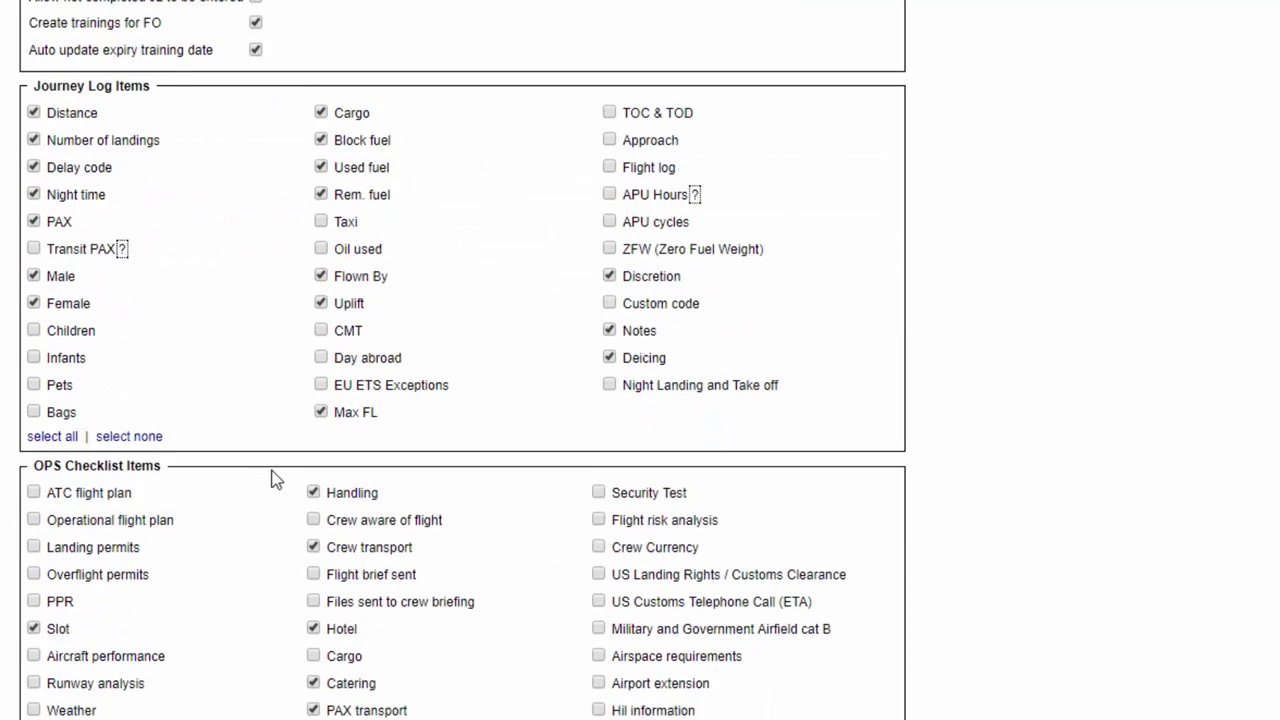 Create trainings for FO
Auto update expiry training date
Journey Log Items
Distance Cargo TOC & TOD
Number of landings Block fuel Approach
Delay code Used fuel Flight log
Night time Rem. fuel APU Hours?
PAX Taxi APU cycles
Transit PAX? Oil used ZFW (Zero Fuel Weight)
Male Flown By Discretion
Female Uplift Custom code
Children CMT Notes
Infants Day abroad Deicing
Pets EU ETS Exceptions Night Landing and Take off
Bags Max FL
select all | select none
OPS Checklist Items
ATC flight plan Handling Security Test
Operational flight plan Crew aware of flight Flight risk analysis
Landing permits Crew transport Crew Currency
Overflight permits Flight brief sent US Landing Rights / Customs Clearance
PPR Files sent to crew briefing US Customs Telephone Call (ETA)
Slot Hotel Military and Government Airfield cat B
Aircraft performance Cargo Airspace requirements
Runway analysis Catering Airport extension
Weather PAX transport Hil information